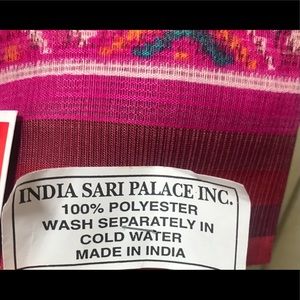 INDIA SARI PALACE INC.
100% POLYESTER
WASH SEPARATELY IN
COLD WATER
MADE IN INDIA